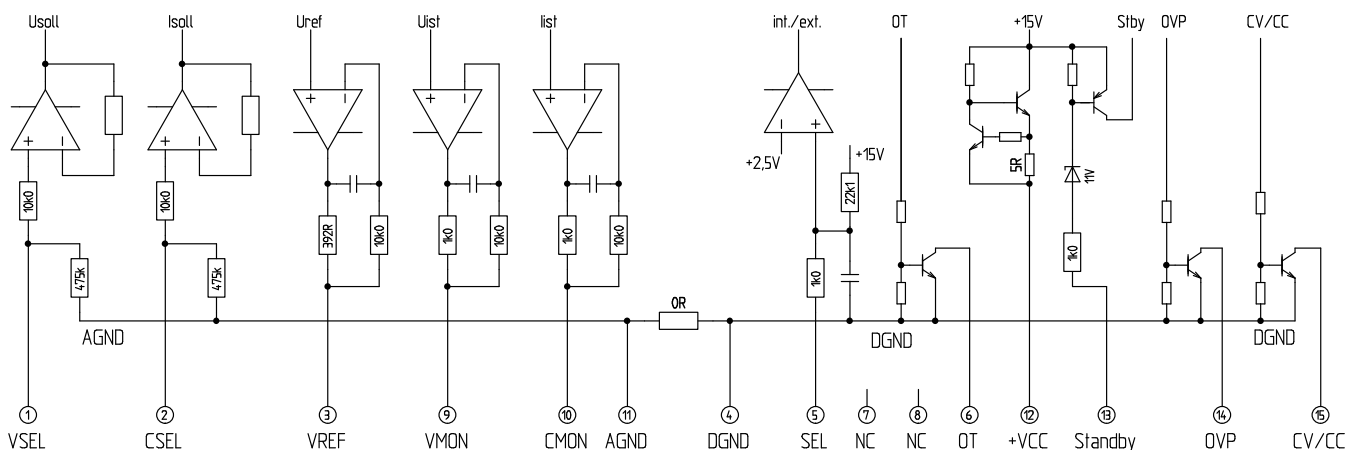 Usoll Isoll Uref Uist Iist int./ext. OT +15V Stby OVP CV/CC
+ − + − + − + − + − − +
+2,5V +15V
5R 11V
10k0 10k0 22k1
392R 10k0 1k0 10k0 1k0 10k0 1k0
475k 475k 1k0
0R
AGND DGND DGND
1 2 3 9 10 11 4 5 7 8 6 12 13 14 15
VSEL CSEL VREF VMON CMON AGND DGND SEL NC NC OT +VCC Standby OVP CV/CC